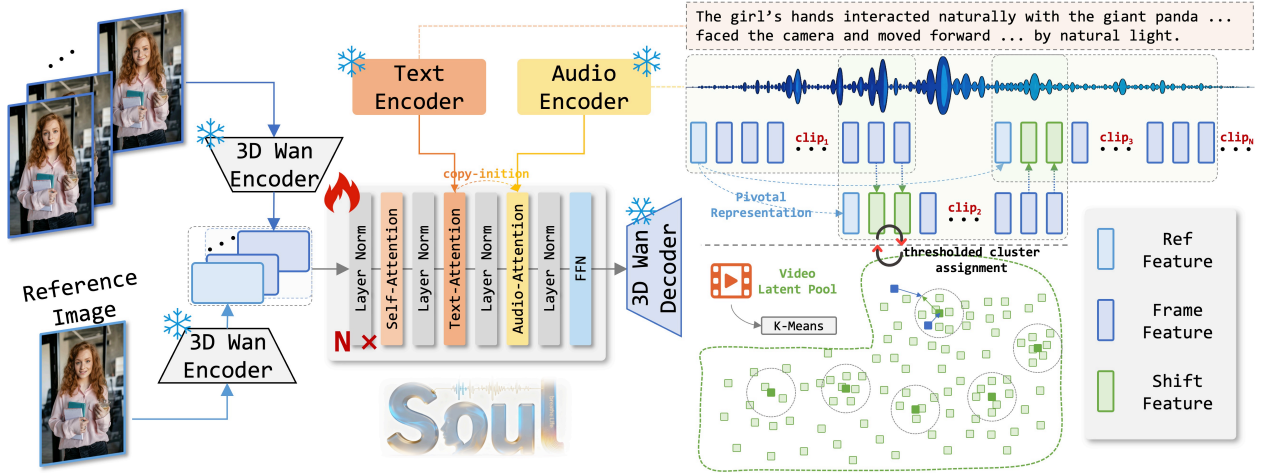 The girl's hands interacted naturally with the giant panda ...
faced the camera and moved forward ... by natural light.
Text
Encoder
Audio
Encoder
3D Wan
Encoder
copy-inition
Reference
Image
3D Wan
Encoder
Layer Norm
Self-Attention
Layer Norm
Text-Attention
Layer Norm
Audio-Attention
Layer Norm
FFN
N ×
3D Wan
Decoder
Soul
clip1
clip3
clipN
Pivotal
Representation
clip2
thresholded cluster
assignment
Video
Latent Pool
K-Means
Ref
Feature
Frame
Feature
Shift
Feature